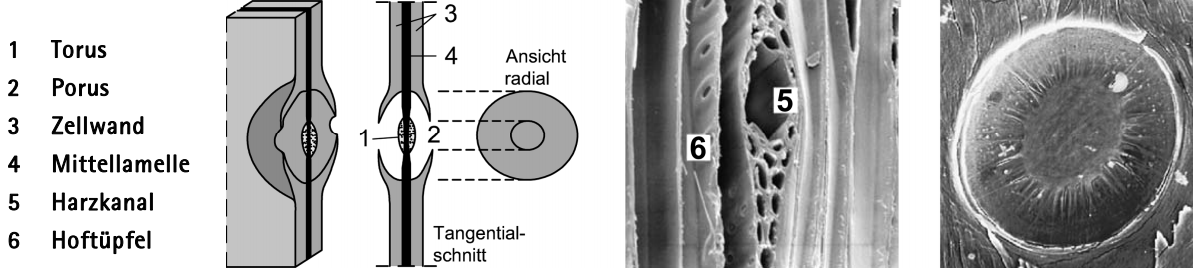 1 Torus
2 Porus
3 Zellwand
4 Mittellamelle
5 Harzkanal
6 Hoftüpfel
3
4
1
2
Ansicht
radial
Tangential-
schnitt
5
6